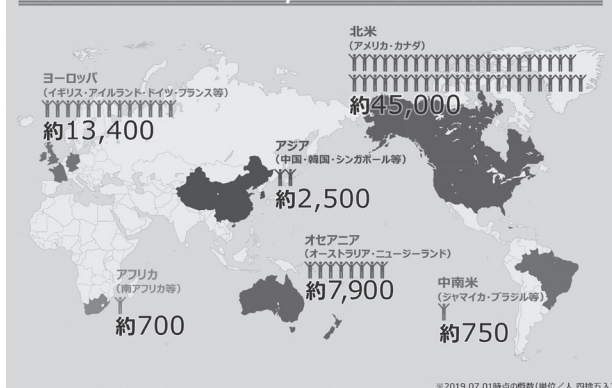 北米
(アメリカ・カナダ)
約45,000
ヨーロッパ
(イギリス・アイルランド・ドイツ・フランス等)
約13,400
アジア
(中国・韓国・シンガポール等)
約2,500
オセアニア
(オーストラリア・ニュージーランド)
約7,900
アフリカ
(南アフリカ等)
約700
中南米
(ジャマイカ・ブラジル等)
約750
※2019.07.01時点の概数(単位/人 四捨五入)